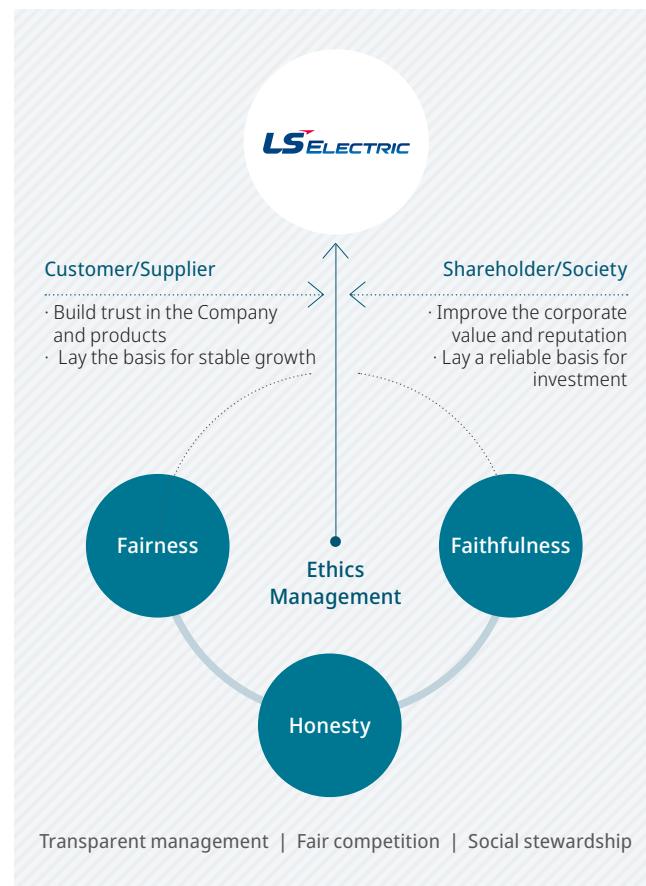 LS ELECTRIC
Customer/Supplier
· Build trust in the Company
and products
· Lay the basis for stable growth
Shareholder/Society
· Improve the corporate
value and reputation
· Lay a reliable basis for
investment
Fairness
Faithfulness
Ethics
Management
Honesty
Transparent management | Fair competition | Social stewardship